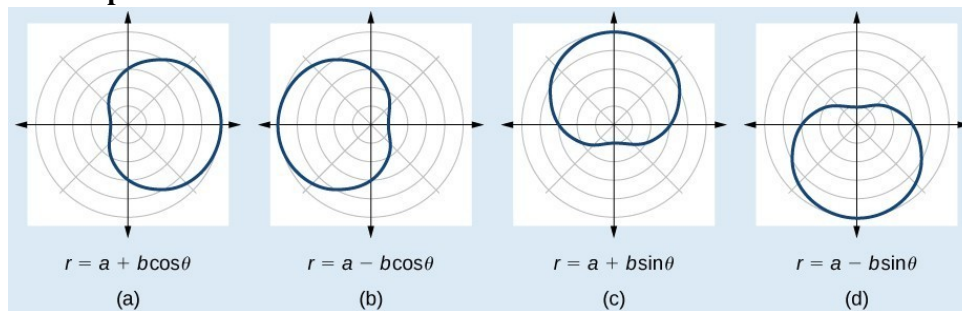 r = a + bcosθ
r = a − bcosθ
r = a + bsinθ
r = a − bsinθ
(a)
(b)
(c)
(d)